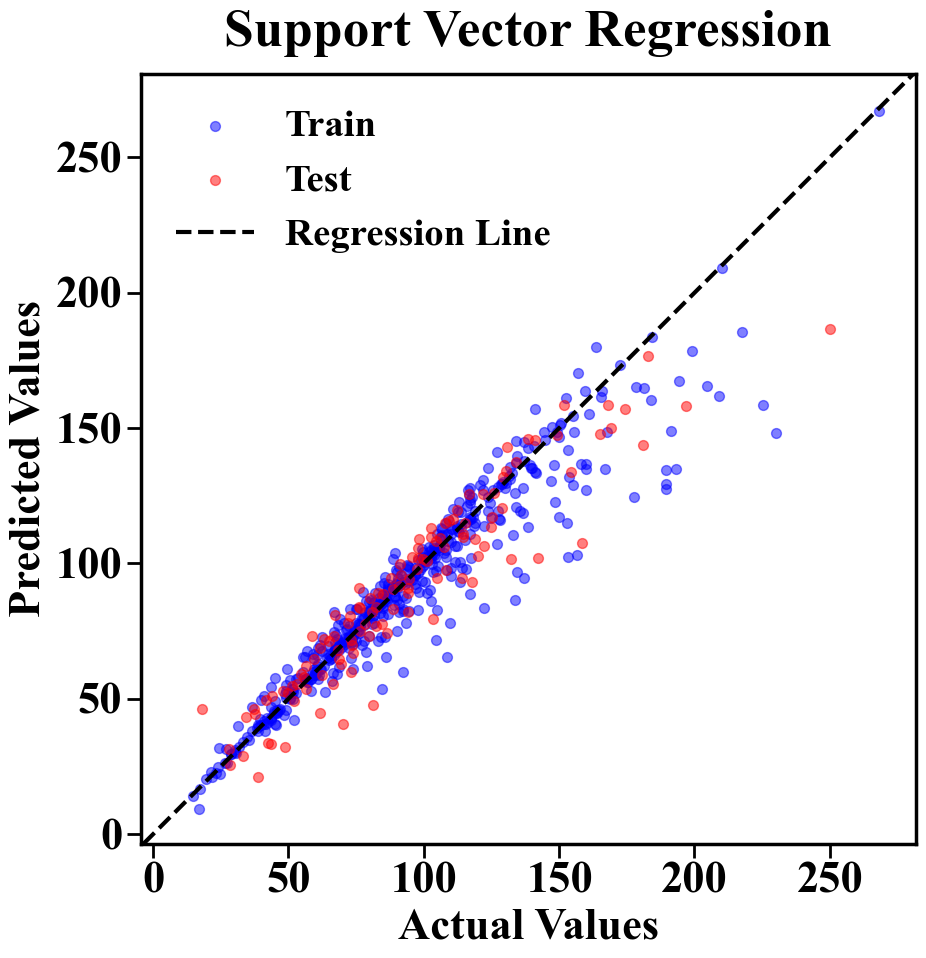 Support Vector Regression
Train
Test
Regression Line
250
200
150
100
50
0
Predicted Values
0 50 100 150 200 250
Actual Values